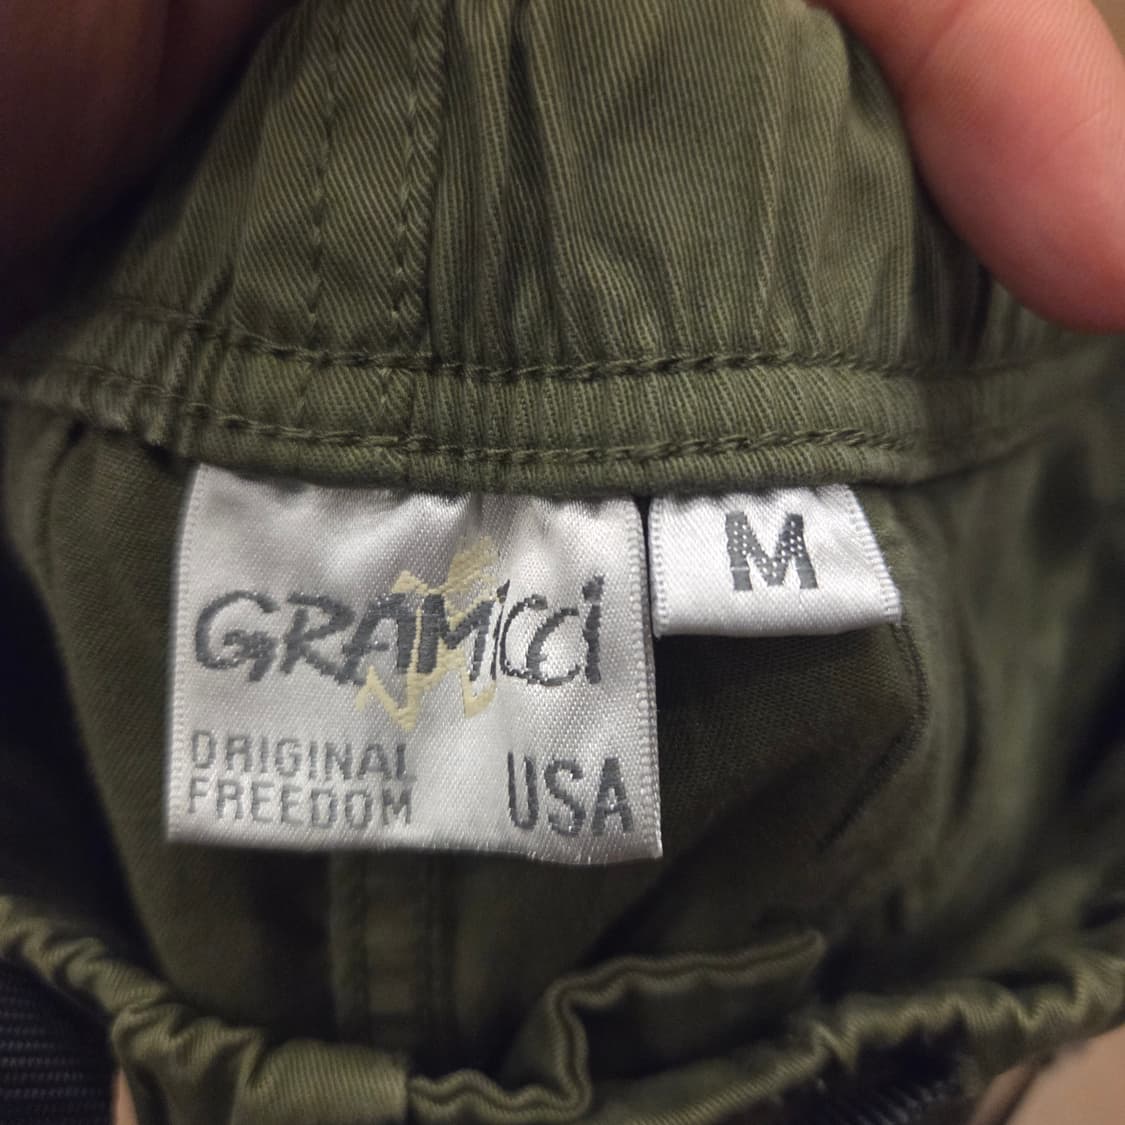 GRAMicci
M
ORIGINAL
FREEDOM
USA